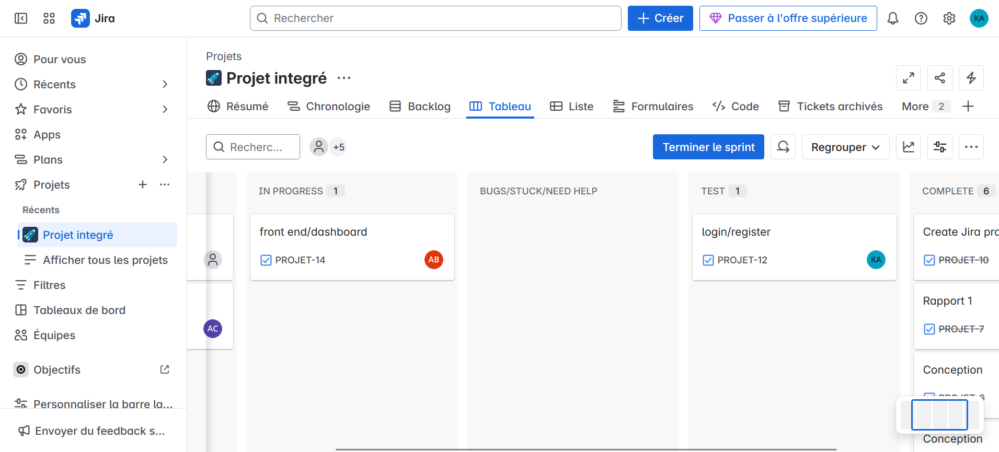 Jira
Rechercher
Créer
Passer à l'offre supérieure
KA
Pour vous
Récents
Favoris
Apps
Plans
Projets
Récents
Projet integré
Afficher tous les projets
Filtres
Tableaux de bord
Équipes
Objectifs
Personnaliser la barre la...
Envoyer du feedback s...
Projets
Projet integré
Résumé
Chronologie
Backlog
Tableau
Liste
Formulaires
Code
Tickets archivés
More 2
Recherc...
+5
Terminer le sprint
Regrouper
AC
IN PROGRESS 1
front end/dashboard
PROJET-14
AB
BUGS/STUCK/NEED HELP
TEST 1
login/register
PROJET-12
KA
COMPLETE 6
Create Jira pro
PROJET-10
Rapport 1
PROJET-7
Conception
PROJET-6
Conception